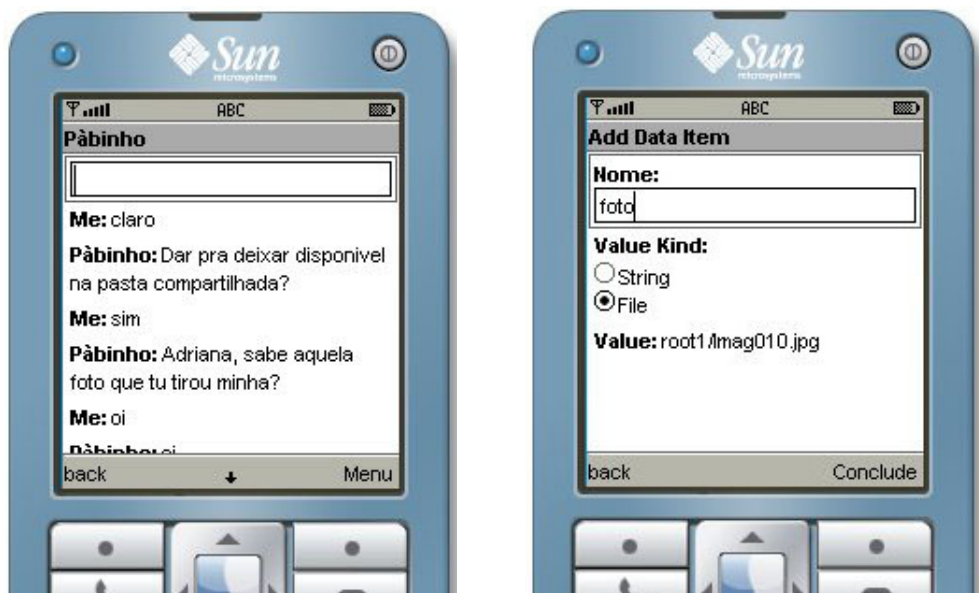 Sun
microsystems
ABC
Pàbinho
Me: claro
Pàbinho: Dar pra deixar disponivel
na pasta compartilhada?
Me: sim
Pàbinho: Adriana, sabe aquela
foto que tu tirou minha?
Me: oi
Pàbinho: oi
back
Menu
Sun
microsystems
ABC
Add Data Item
Nome:
foto
Value Kind:
String
File
Value: root1/Imag010.jpg
back
Conclude